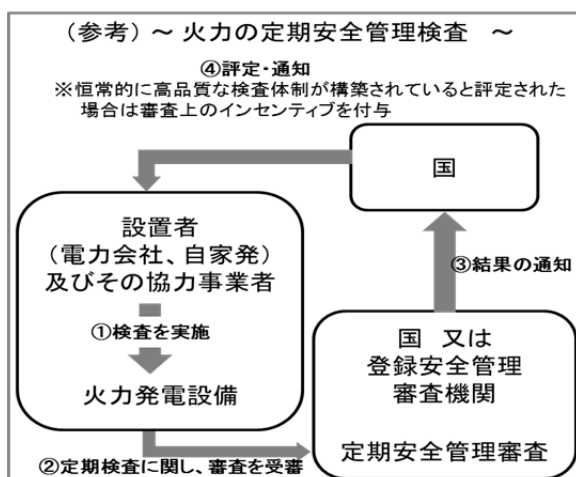 (参考) ~ 火力の定期安全管理検査 ~
④評定・通知
※恒常的に高品質な検査体制が構築されていると評定された
場合は審査上のインセンティブを付与
国
設置者
(電力会社、自家発)
及びその協力事業者
①検査を実施
火力発電設備
②定期検査に関し、審査を受審
国 又は
登録安全管理
審査機関
定期安全管理審査
③結果の通知